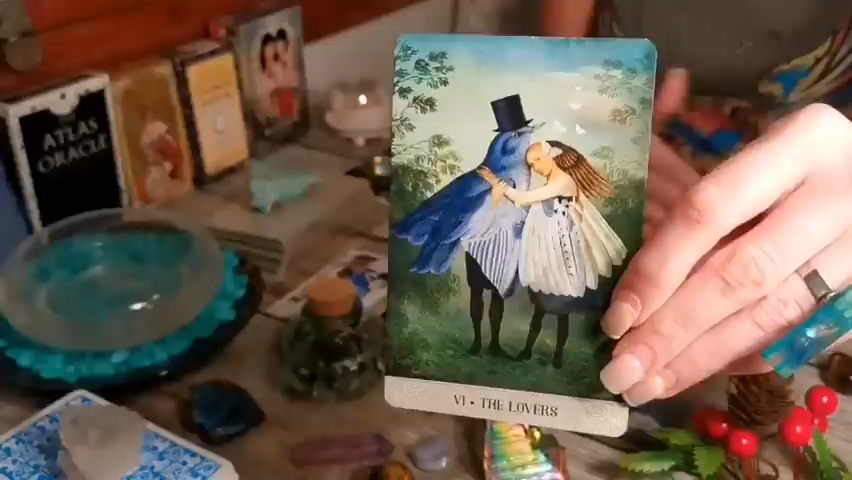 ATLAS
ORACLE
VI • THE LOVERS